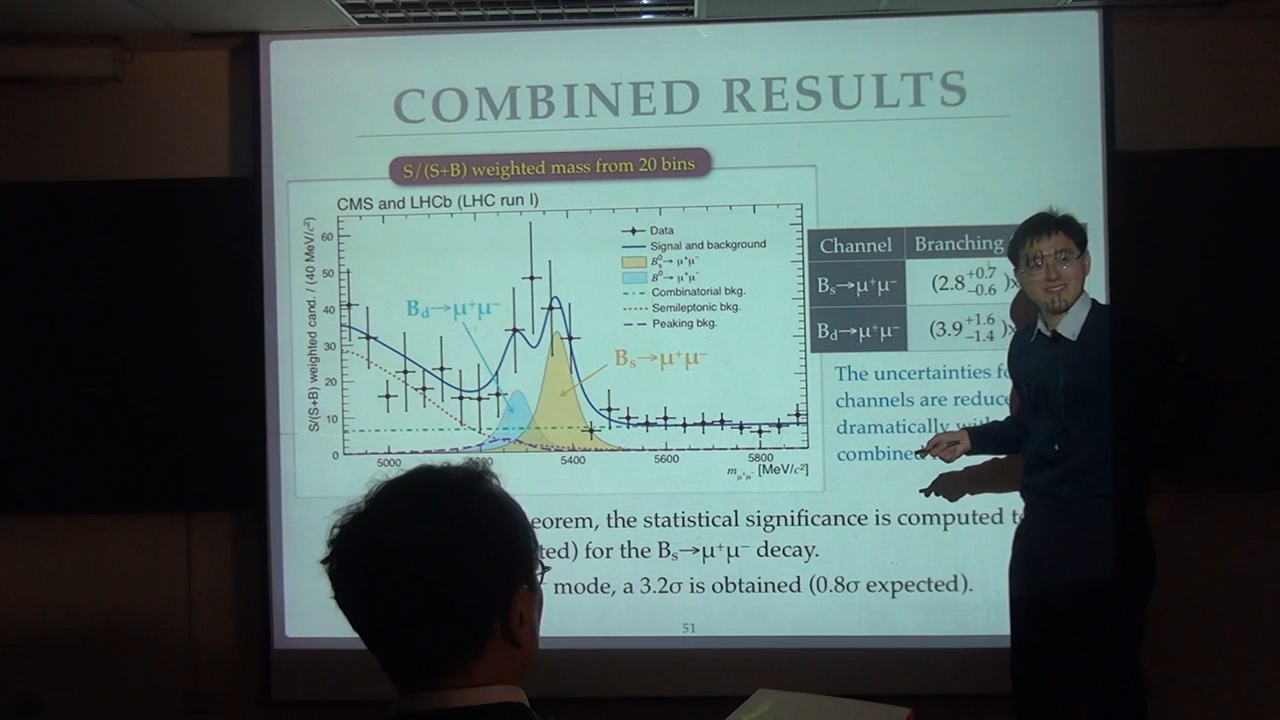 COMBINED RESULTS
S/(S+B) weighted mass from 20 bins
CMS and LHCb (LHC run I)
S/(S+B) weighted cand. / (40 MeV/c²)
60
50
40
30
20
10
0
Data
Signal and background
B⁰s→ μ⁺μ⁻
B⁰→ μ⁺μ⁻
Combinatorial bkg.
Semileptonic bkg.
Peaking bkg.
Bd→μ⁺μ⁻
Bs→μ⁺μ⁻
5000 5400 5600 5800
mμ⁺μ⁻ [MeV/c²]
Channel Branching
Bs→μ⁺μ⁻ (2.8 +0.7 −0.6 )×
Bd→μ⁺μ⁻ (3.9 +1.6 −1.4 )×
The uncertainties
channels are
dramatically
combined
the statistical significance is computed
for the Bs→μ⁺μ⁻ decay.
mode, a 3.2σ is obtained (0.8σ expected).
51